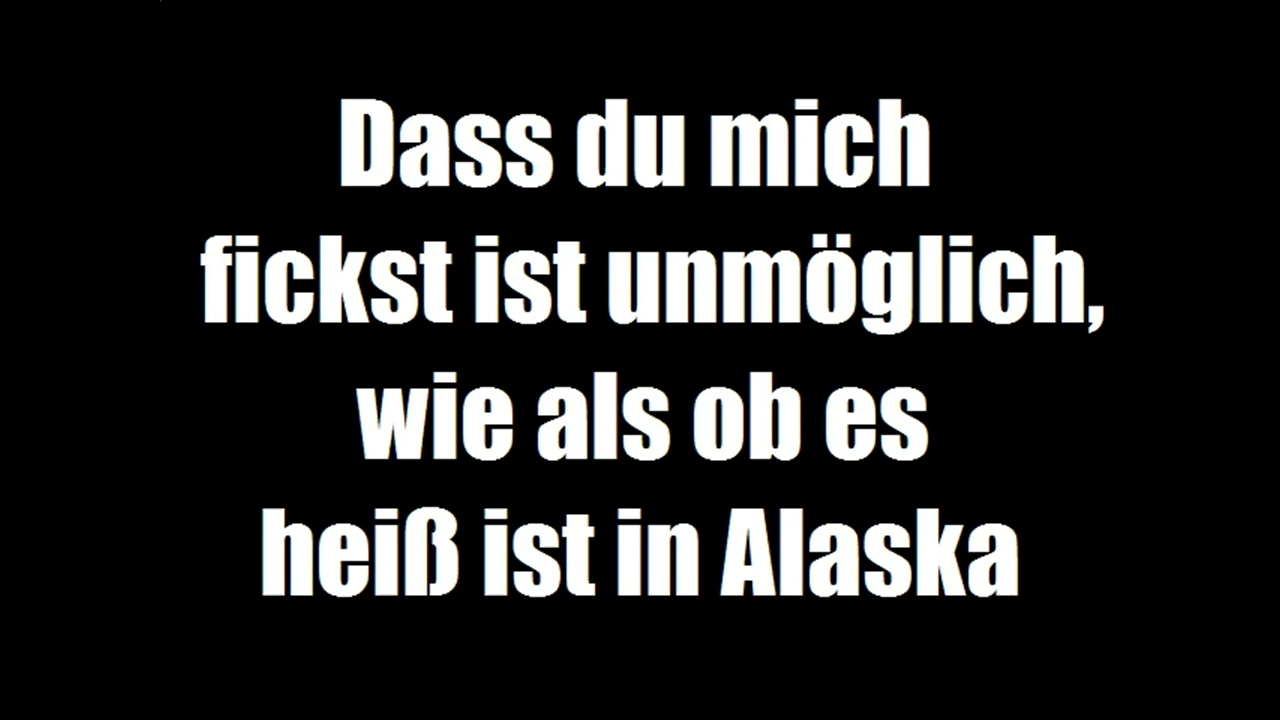 Dass du mich
fickst ist unmöglich,
wie als ob es
heiß ist in Alaska